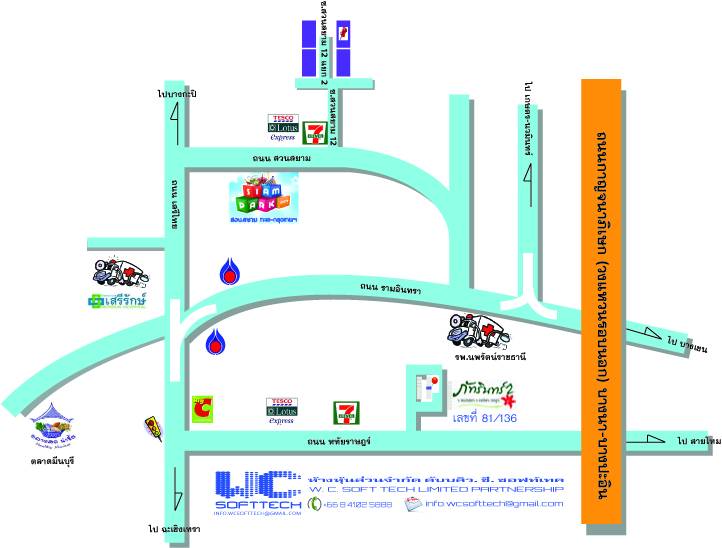 ซ.สวนสยาม 12 แยก 2
ซ.สวนสยาม 12
ไปบางกะปิ
ไป เกษตร-นวมินทร์
TESCO
Lotus
express
7
ELEVEN
ถนน สวนสยาม
SIAM
PARK
สวนสยาม ทะเล-กรุงเทพฯ
ถนน เสรีไทย
ถนนกาญจนาภิเษก (วงแหวนรอบนอก) บางนา-บางปะอิน
ถนน รามอินทรา
เสรีรักษ์
ไป บางเขน
รพ.นพรัตน์ราชธานี
ภัทรินทร์ 2
เลขที่ 81/136
C
TESCO
Lotus
express
7
ELEVEN
ตลาดมีนบุรี
ถนน หทัยราษฎร์
ไป สายไหม
ไป ฉะเชิงเทรา
WC
SOFTTECH
INFO.WCSOFTTECH@GMAIL.COM
ห้างหุ้นส่วนจำกัด ดับบลิว. ซี. ซอฟท์เทค
W. C. SOFT TECH LIMITED PARTNERSHIP
+66 8 4102 5888
info.wcsofttech@gmail.com